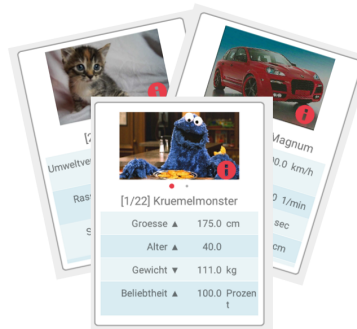 [2
Umweltve
Ras
S
Magnum
0.0 km/h
0 1/min
sec
cm
[1/22] Kruemelmonster
Groesse ▲ 175.0 cm
Alter ▲ 40.0
Gewicht ▼ 111.0 kg
Beliebtheit ▲ 100.0 Prozen
t